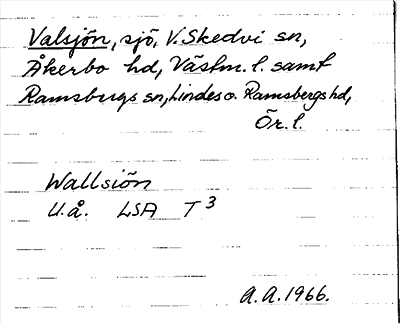 Valsjön, sjö, V. Skedvi sn,
Åkerbo hd, Västm. l. samt
Ramsbergs sn, Lindes o. Ramsbergs hd,
Ör. l.
Wallsiön
U.å. LSA T³
A.A. 1966.